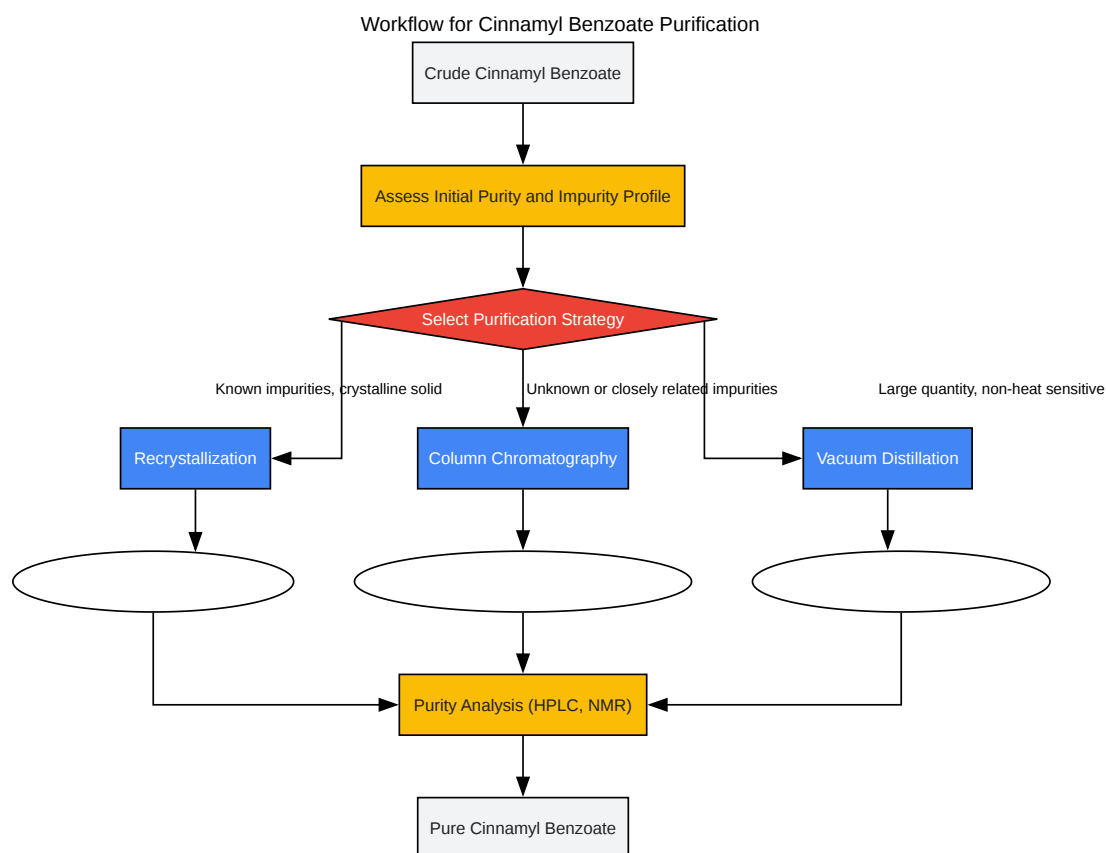 Workflow for Cinnamyl Benzoate Purification
Crude Cinnamyl Benzoate
Assess Initial Purity and Impurity Profile
Select Purification Strategy
Known impurities, crystalline solid
Unknown or closely related impurities
Large quantity, non-heat sensitive
Recrystallization
Column Chromatography
Vacuum Distillation
Purity Analysis (HPLC, NMR)
Pure Cinnamyl Benzoate